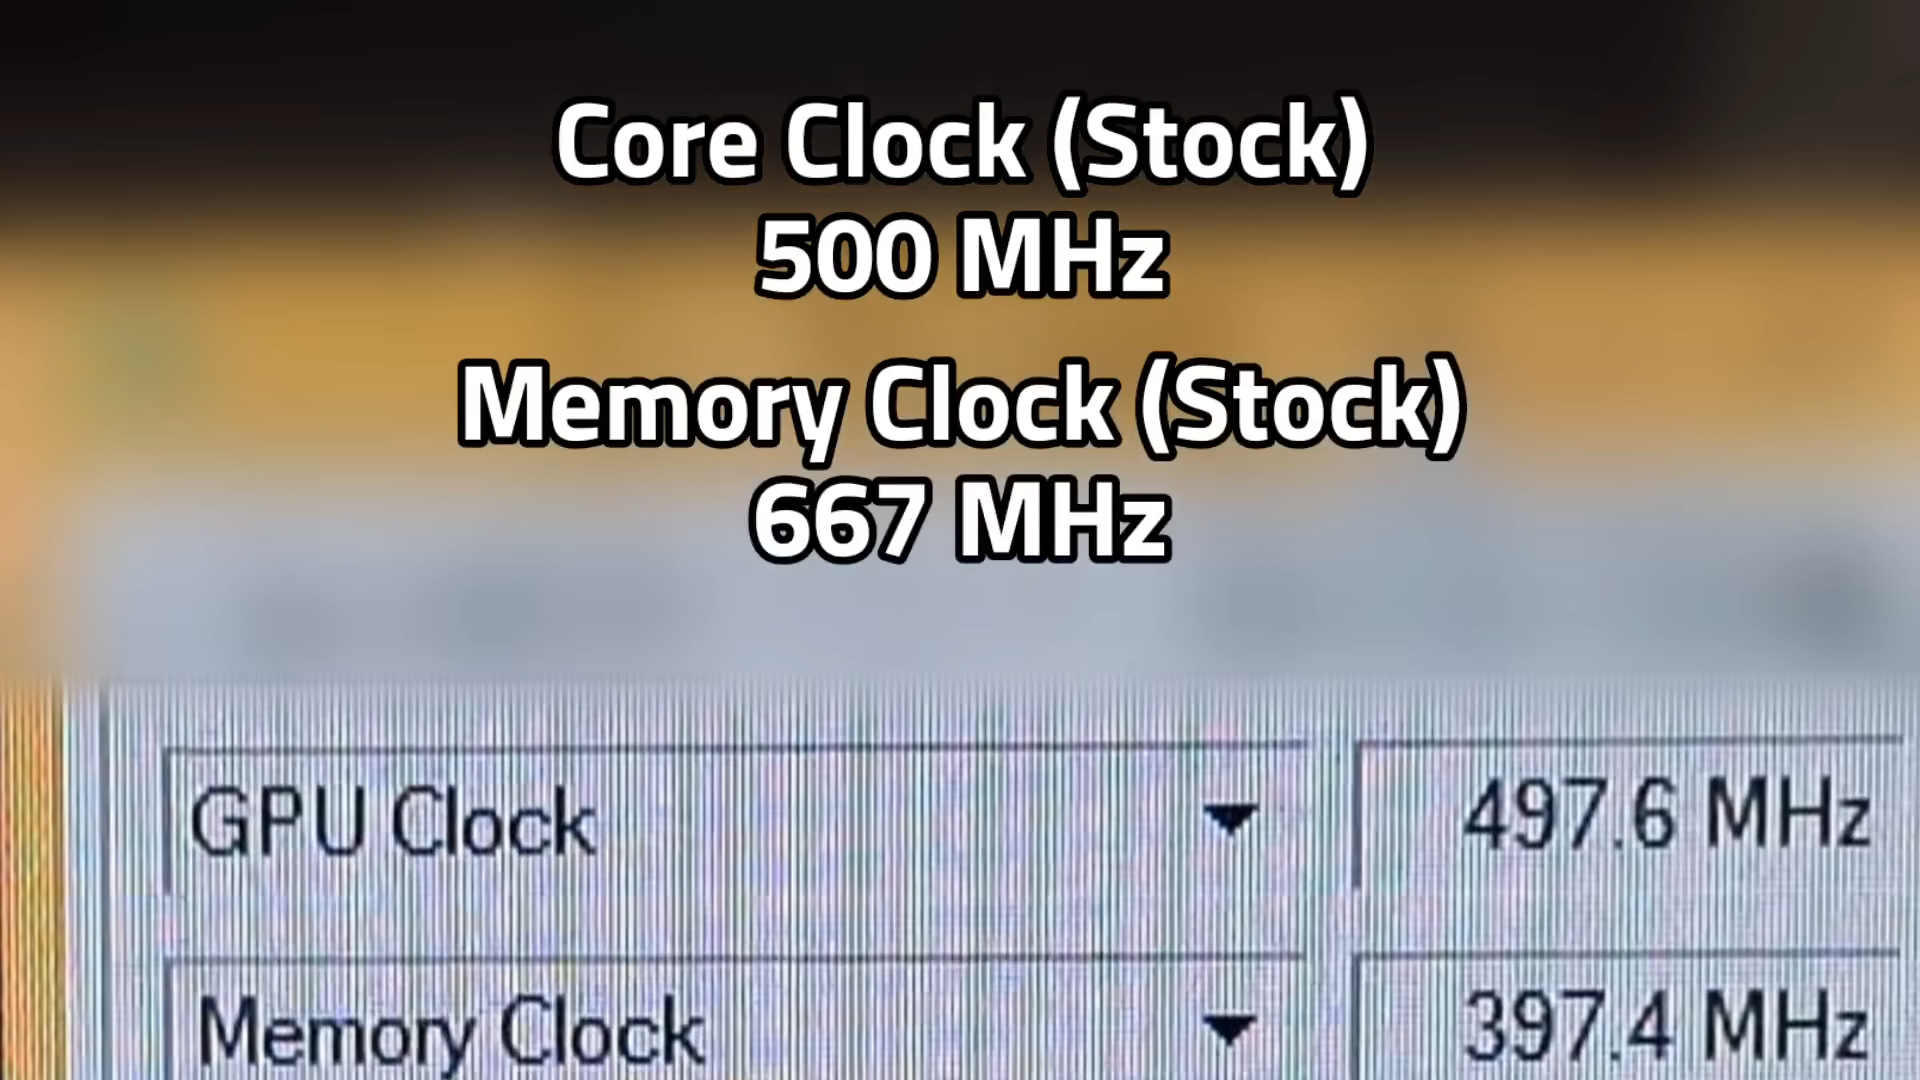 Core Clock (Stock)
500 MHz
Memory Clock (Stock)
667 MHz
GPU Clock 497.6 MHz
Memory Clock 397.4 MHz